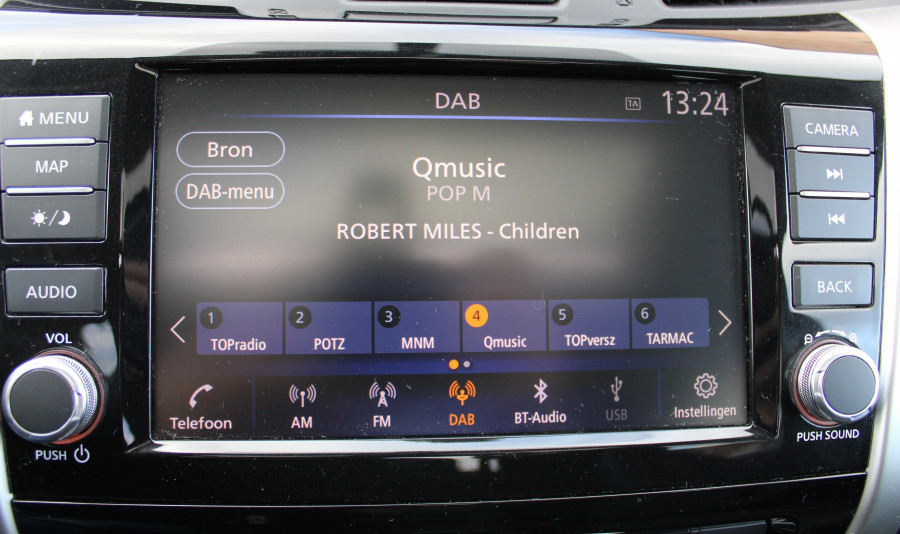 MENU
MAP
AUDIO
VOL
PUSH
DAB
TA
13:24
Bron
DAB-menu
Qmusic
POP M
ROBERT MILES - Children
1 TOPradio
2 POTZ
3 MNM
4 Qmusic
5 TOPversz
6 TARMAC
Telefoon
AM
FM
DAB
BT-Audio
USB
Instellingen
CAMERA
BACK
PUSH SOUND